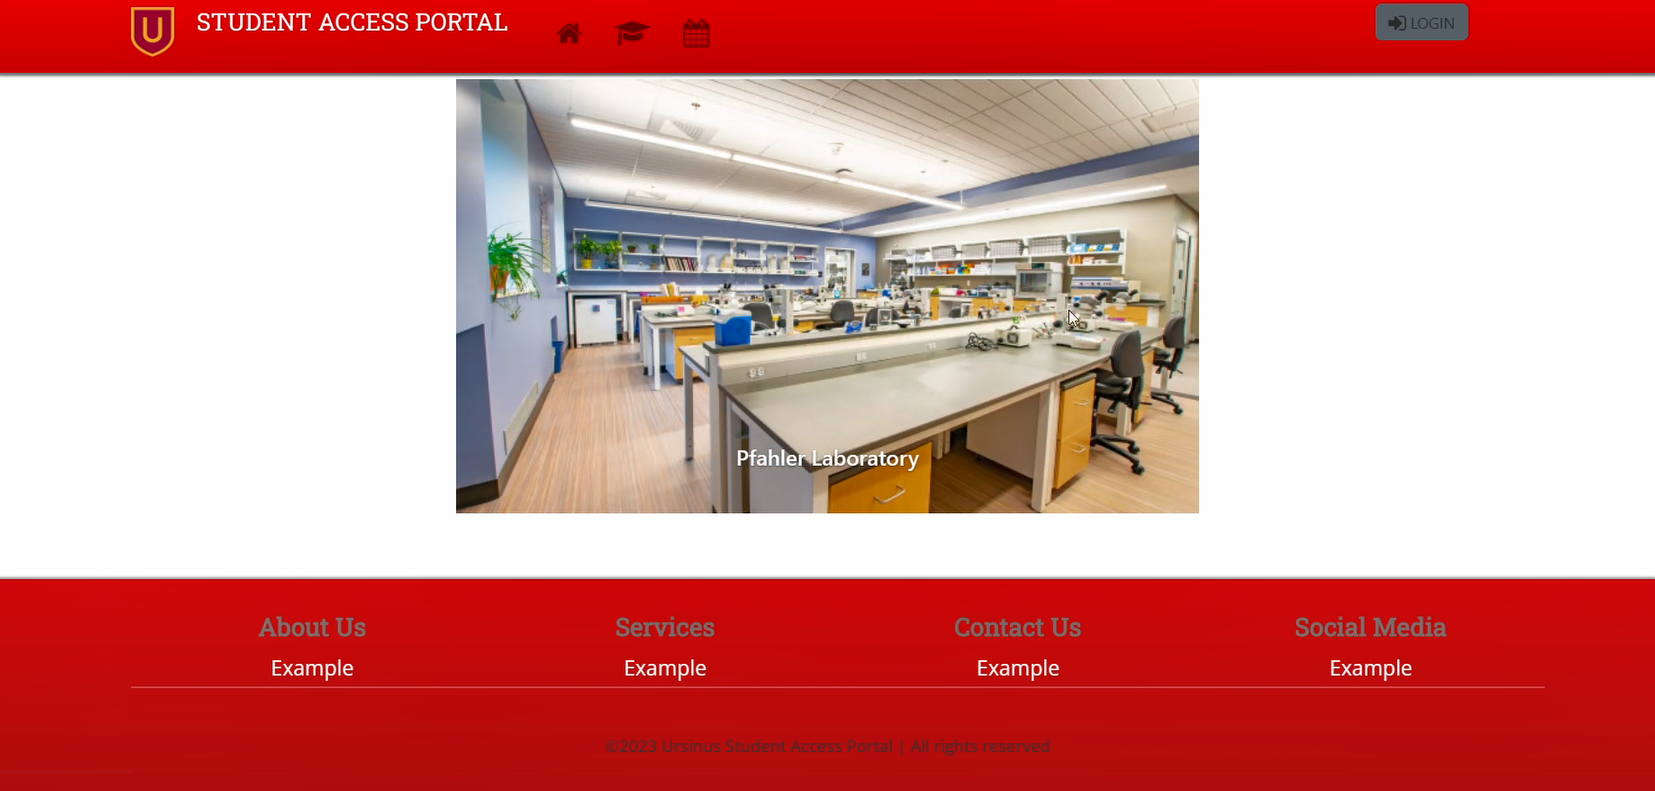 U
STUDENT ACCESS PORTAL
LOGIN
Pfahler Laboratory
About Us
Services
Contact Us
Social Media
Example
Example
Example
Example
©2023 Ursinus Student Access Portal | All rights reserved